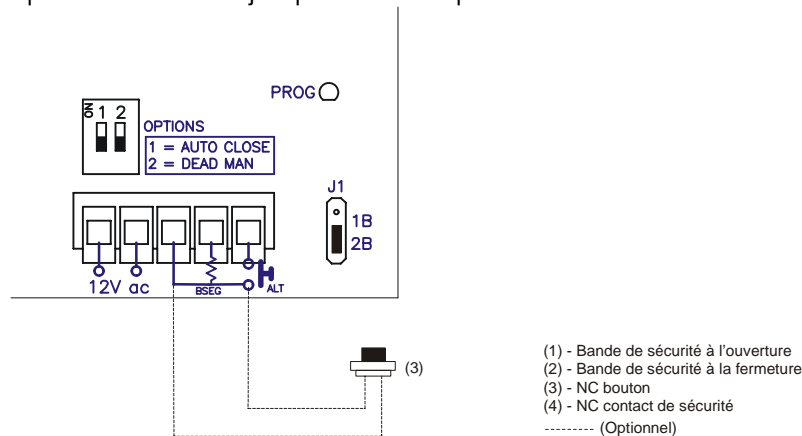 PROG
ON
1 2
OPTIONS
1 = AUTO CLOSE
2 = DEAD MAN
J1
1B
2B
12V ac
BSEG
ALT
(3)
(1) - Bande de sécurité à l'ouverture
(2) - Bande de sécurité à la fermeture
(3) - NC bouton
(4) - NC contact de sécurité
--------- (Optionnel)